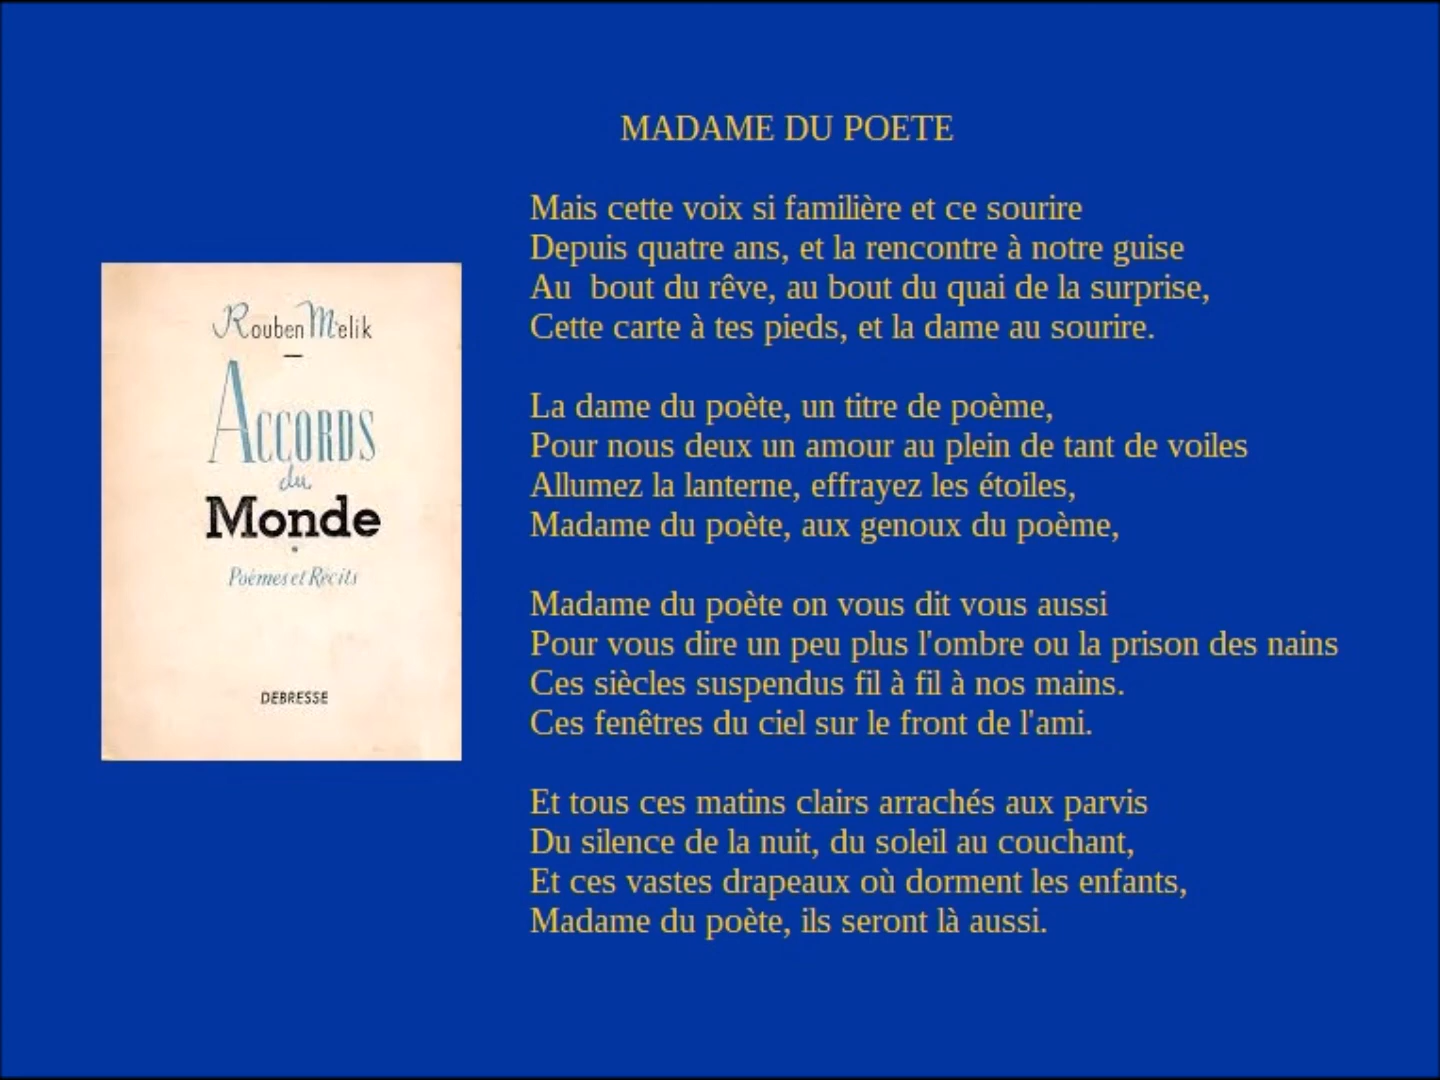 Rouben Melik
Accords
du
Monde
Poèmes et Récits
DEBRESSE
MADAME DU POETE
Mais cette voix si familière et ce sourire
Depuis quatre ans, et la rencontre à notre guise
Au  bout du rêve, au bout du quai de la surprise,
Cette carte à tes pieds, et la dame au sourire.
La dame du poète, un titre de poème,
Pour nous deux un amour au plein de tant de voiles
Allumez la lanterne, effrayez les étoiles,
Madame du poète, aux genoux du poème,
Madame du poète on vous dit vous aussi
Pour vous dire un peu plus l'ombre ou la prison des nains
Ces siècles suspendus fil à fil à nos mains.
Ces fenêtres du ciel sur le front de l'ami.
Et tous ces matins clairs arrachés aux parvis
Du silence de la nuit, du soleil au couchant,
Et ces vastes drapeaux où dorment les enfants,
Madame du poète, ils seront là aussi.